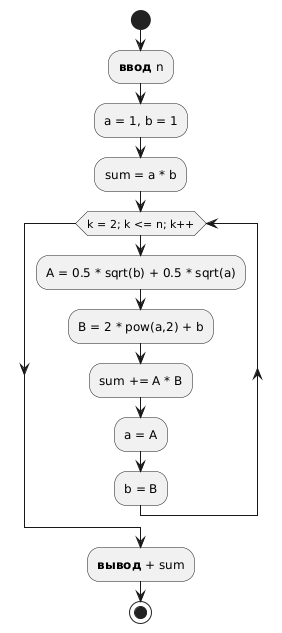 ввод n
a = 1, b = 1
sum = a * b
k = 2; k <= n; k++
A = 0.5 * sqrt(b) + 0.5 * sqrt(a)
B = 2 * pow(a,2) + b
sum += A * B
a = A
b = B
вывод + sum